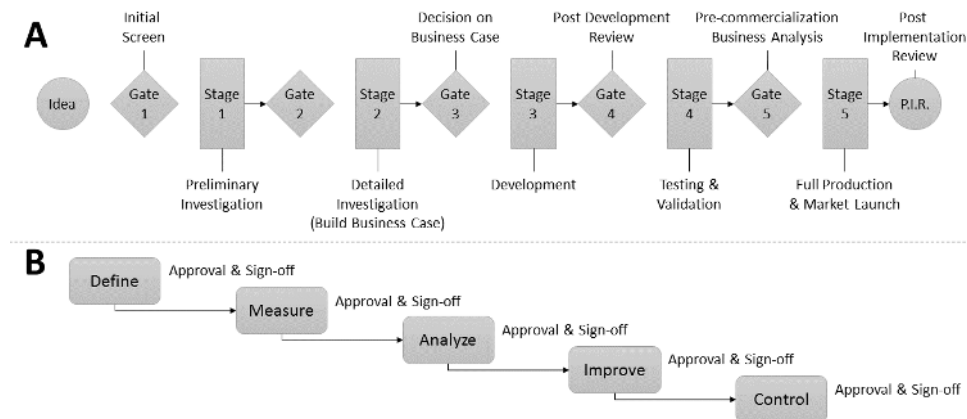 A
Initial
Screen
Decision on
Business Case
Post Development
Review
Pre-commercialization
Business Analysis
Post
Implementation
Review
Idea
Gate
1
Stage
1
Gate
2
Stage
2
Gate
3
Stage
3
Gate
4
Stage
4
Gate
5
Stage
5
P.I.R.
Preliminary
Investigation
Detailed
Investigation
(Build Business Case)
Development
Testing &
Validation
Full Production
& Market Launch
B
Define
Approval & Sign-off
Measure
Approval & Sign-off
Analyze
Approval & Sign-off
Improve
Approval & Sign-off
Control
Approval & Sign-off